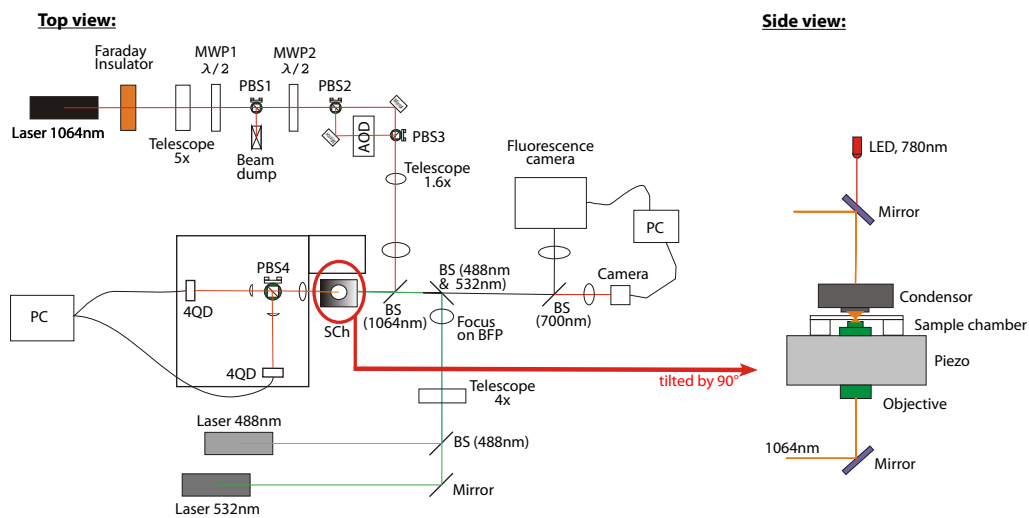 Top view:
Side view:
Faraday
Insulator
MWP1
λ/2
MWP2
λ/2
PBS1
PBS2
Laser 1064nm
Telescope
5x
Beam
dump
AOD
PBS3
Telescope
1.6x
Fluorescence
camera
PC
LED, 780nm
Mirror
PBS4
4QD
PC
4QD
SCh
BS
(1064nm)
BS (488nm
& 532nm)
Focus
on BFP
Camera
BS
(700nm)
Condensor
Sample chamber
Piezo
Objective
tilted by 90°
Telescope
4x
Laser 488nm
BS (488nm)
Laser 532nm
Mirror
1064nm
Mirror